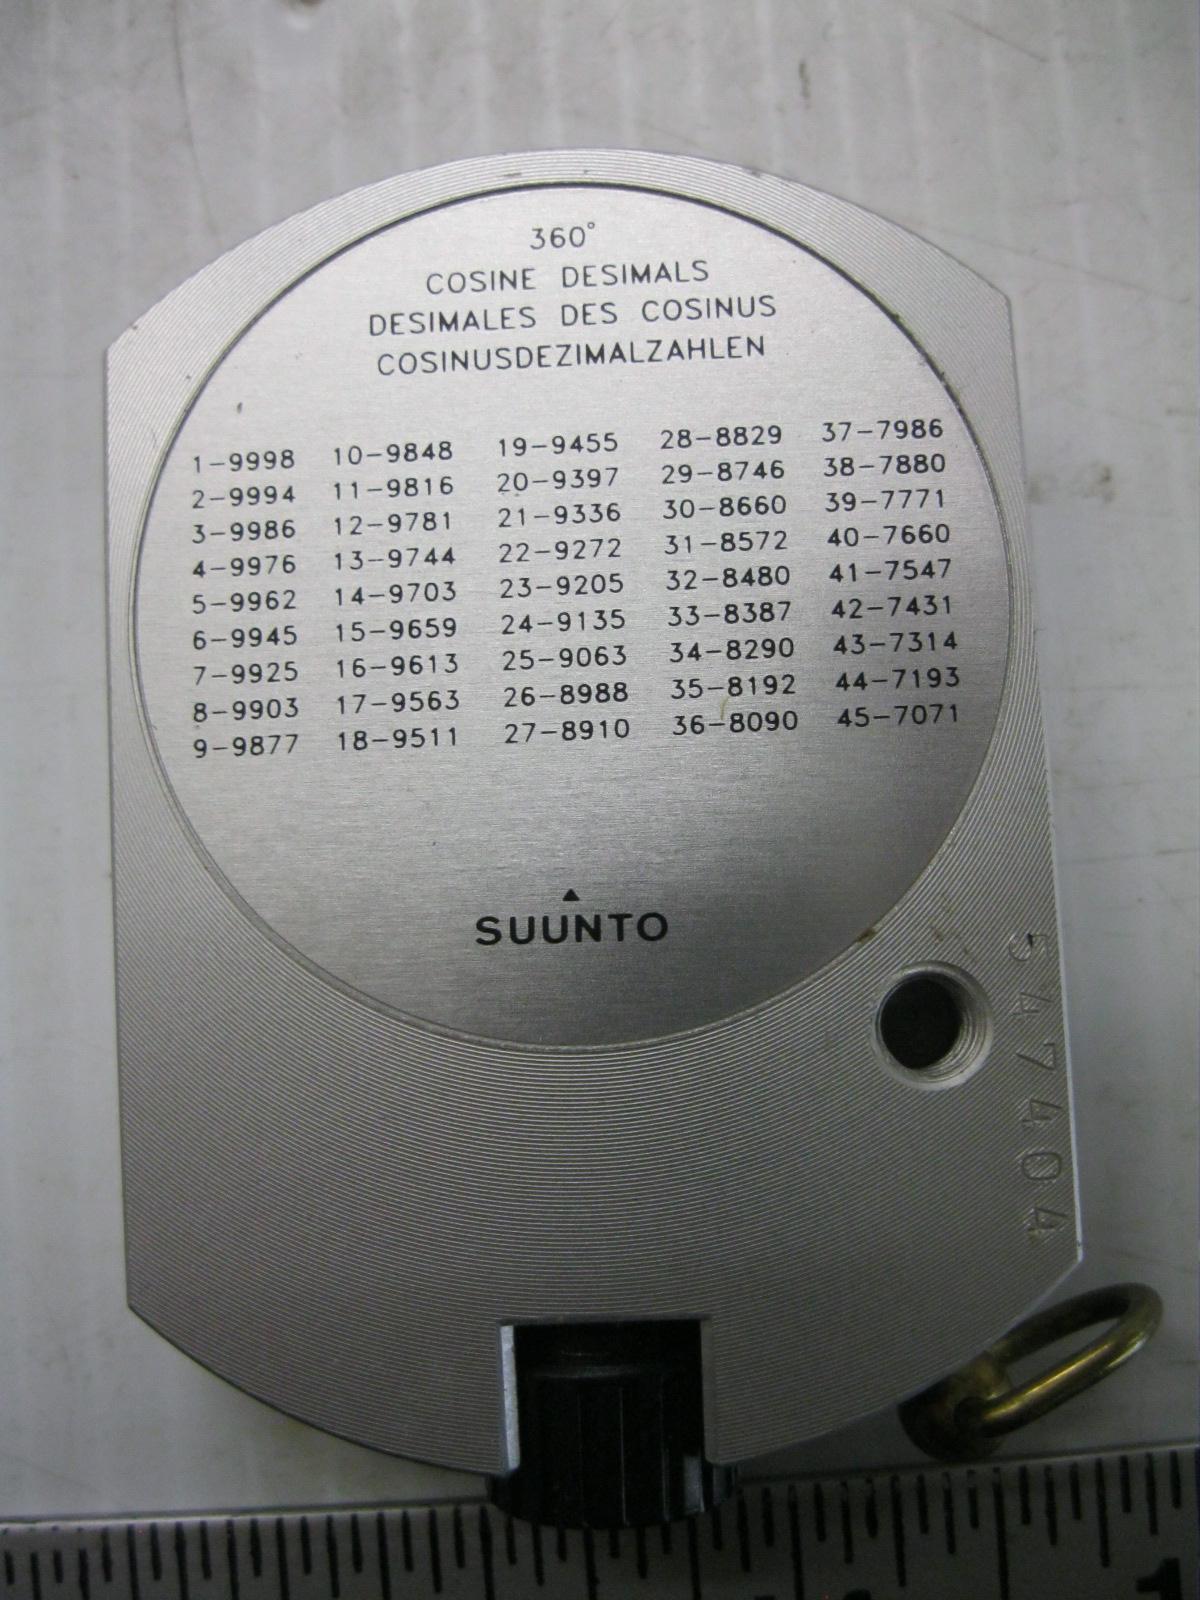 360°
COSINE DESIMALS
DESIMALES DES COSINUS
COSINUSDEZIMALZAHLEN
1-9998 10-9848 19-9455 28-8829 37-7986
2-9994 11-9816 20-9397 29-8746 38-7880
3-9986 12-9781 21-9336 30-8660 39-7771
4-9976 13-9744 22-9272 31-8572 40-7660
5-9962 14-9703 23-9205 32-8480 41-7547
6-9945 15-9659 24-9135 33-8387 42-7431
7-9925 16-9613 25-9063 34-8290 43-7314
8-9903 17-9563 26-8988 35-8192 44-7193
9-9877 18-9511 27-8910 36-8090 45-7071
SUUNTO
547404